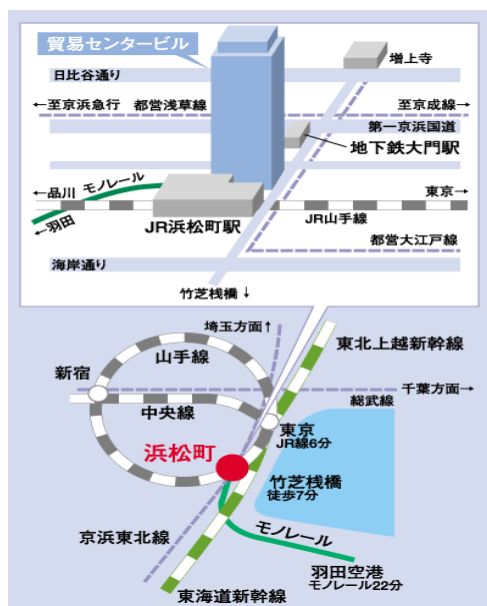 貿易センタービル
増上寺
日比谷通り
←至京浜急行
都営浅草線
至京成線→
第一京浜国道
地下鉄大門駅
←品川
モノレール
東京→
←羽田
JR浜松町駅
JR山手線
都営大江戸線
海岸通り
竹芝桟橋↓
埼玉方面↑
山手線
東北上越新幹線
新宿
千葉方面→
中央線
総武線
東京
JR線6分
浜松町
竹芝桟橋
徒歩7分
京浜東北線
モノレール
羽田空港
モノレール22分
東海道新幹線